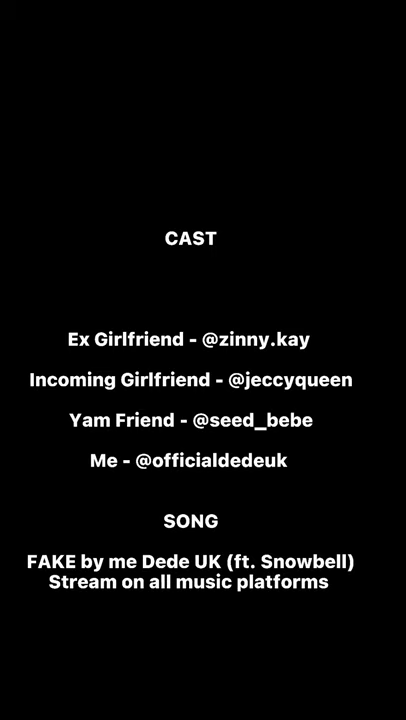 CAST
Ex Girlfriend - @zinny.kay
Incoming Girlfriend - @jeccyqueen
Yam Friend - @seed_bebe
Me - @officialdedeuk
SONG
FAKE by me Dede UK (ft. Snowbell)
Stream on all music platforms